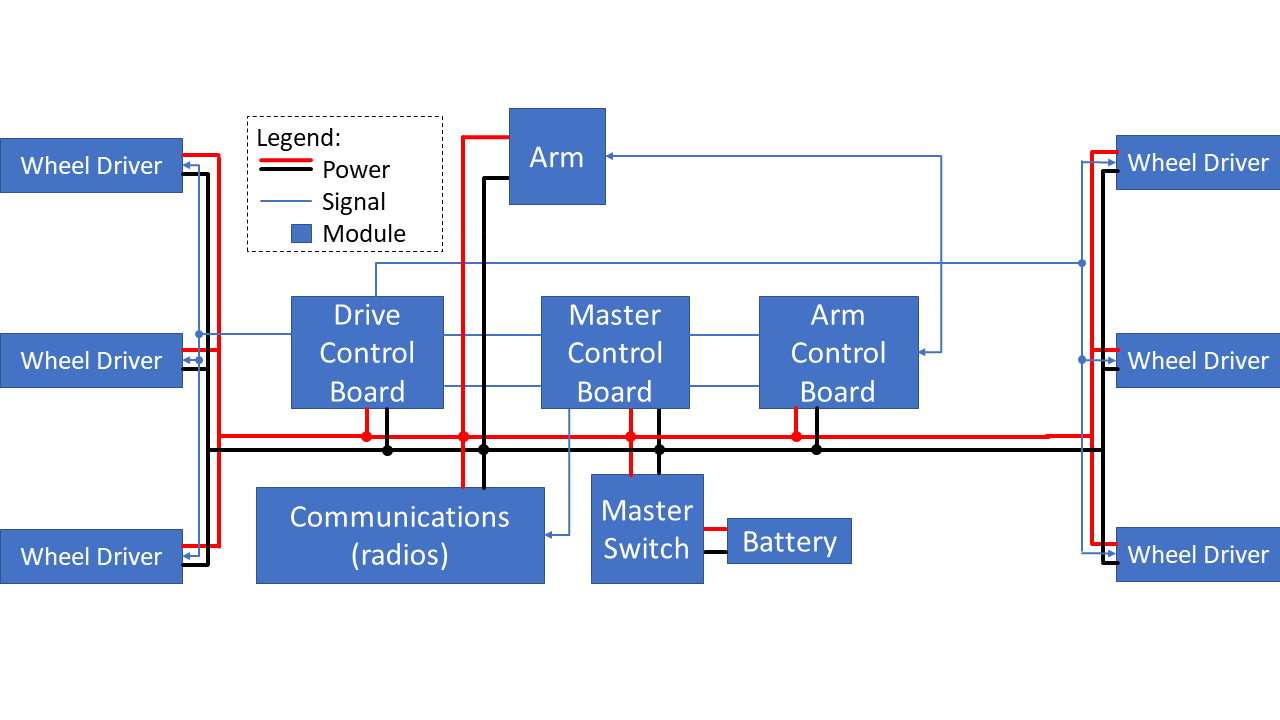 Legend:
Power
Signal
Module
Arm
Wheel Driver
Wheel Driver
Drive
Control
Board
Master
Control
Board
Arm
Control
Board
Wheel Driver
Wheel Driver
Communications
(radios)
Master
Switch
Battery
Wheel Driver
Wheel Driver